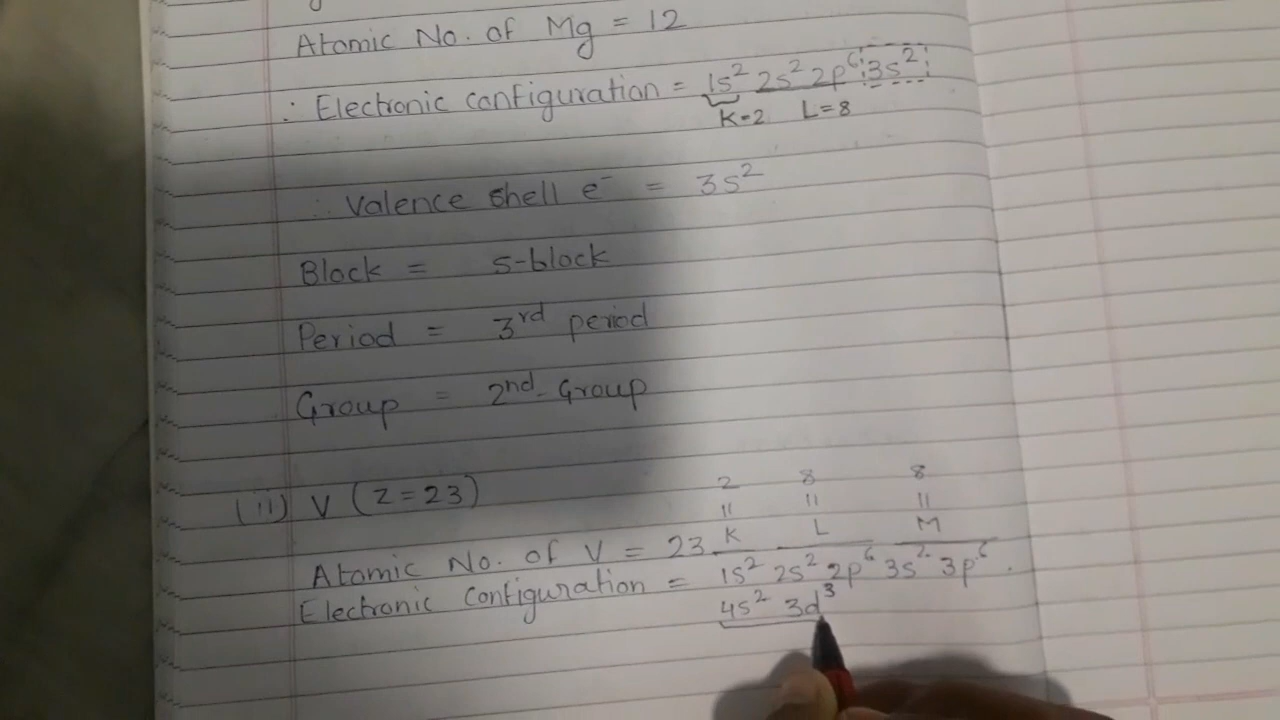 Atomic No. of Mg = 12
∴ Electronic configuration = 1s² 2s² 2p⁶ 3s²
K=2 L=8
Valence shell e⁻ = 3s²
Block = s-block
Period = 3rd period
Group = 2nd Group
(ii) V (Z=23)
2 8 8
= = =
K L M
Atomic No. of V = 23
Electronic configuration = 1s² 2s² 2p⁶ 3s² 3p⁶
4s² 3d³